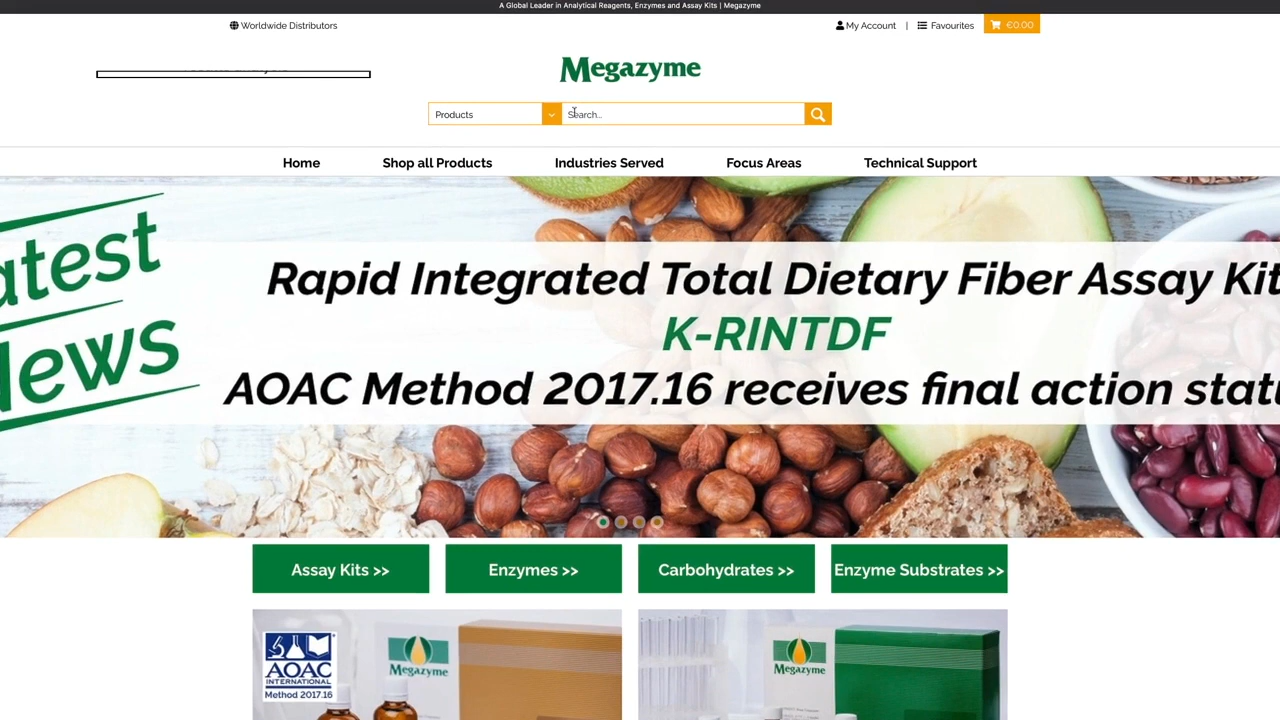 A Global Leader in Analytical Reagents, Enzymes and Assay Kits | Megazyme
Worldwide Distributors
My Account | Favourites €0.00
Megazyme
Products Search...
Home Shop all Products Industries Served Focus Areas Technical Support
Rapid Integrated Total Dietary Fiber Assay Kit
K-RINTDF
AOAC Method 2017.16 receives final action
Assay Kits >> Enzymes >> Carbohydrates >> Enzyme Substrates >>
AOAC
INTERNATIONAL
Method 2017.16
Megazyme
Megazyme